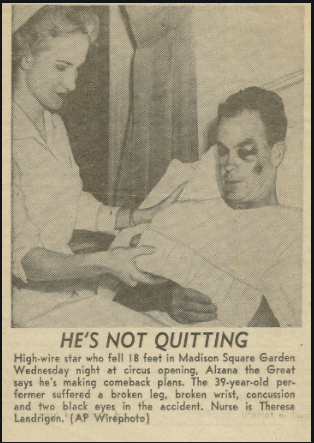 HE'S NOT QUITTING
High-wire star who fell 18 feet in Madison Square Garden
Wednesday night at circus opening, Alzana the Great
says he's making comeback plans. The 39-year-old per-
former suffered a broken leg, broken wrist, concussion
and two black eyes in the accident. Nurse is Theresa
Landrigen. (AP Wirephoto)